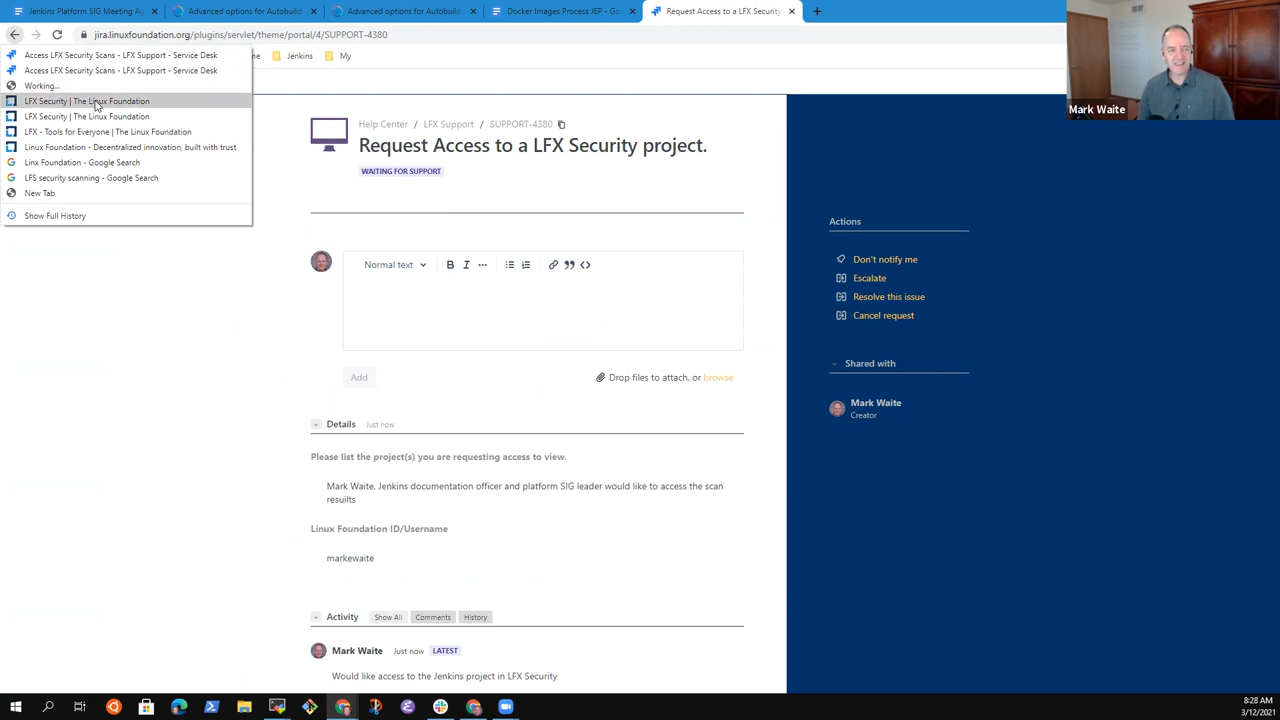 Jenkins Platform SIG Meeting Ag
Advanced options for Autobuild
Advanced options for Autobuild
Docker Images Process JEP - Go
Request Access to a LFX Security
jira.linuxfoundation.org/plugins/servlet/theme/portal/4/SUPPORT-4380
Jenkins
My
Access LFX Security Scans - LFX Support - Service Desk
Access LFX Security Scans - LFX Support - Service Desk
Working...
LFX Security | The Linux Foundation
LFX Security | The Linux Foundation
LFX - Tools for Everyone | The Linux Foundation
Linux Foundation - Decentralized innovation, built with trust
Linx Foundation - Google Search
LFS security scanning - Google Search
New Tab
Show Full History
Mark Waite
Help Center / LFX Support / SUPPORT-4380
Request Access to a LFX Security project.
WAITING FOR SUPPORT
Normal text
B I
Add
Drop files to attach, or browse
Details Just now
Please list the project(s) you are requesting access to view.
Mark Waite, Jenkins documentation officer and platform SIG leader would like to access the scan
resuilts
Linux Foundation ID/Username
markewaite
Activity Show All Comments History
Mark Waite Just now LATEST
Would like access to the Jenkins project in LFX Security
Actions
Don't notify me
Escalate
Resolve this issue
Cancel request
Shared with
Mark Waite
Creator
8:28 AM
3/12/2021